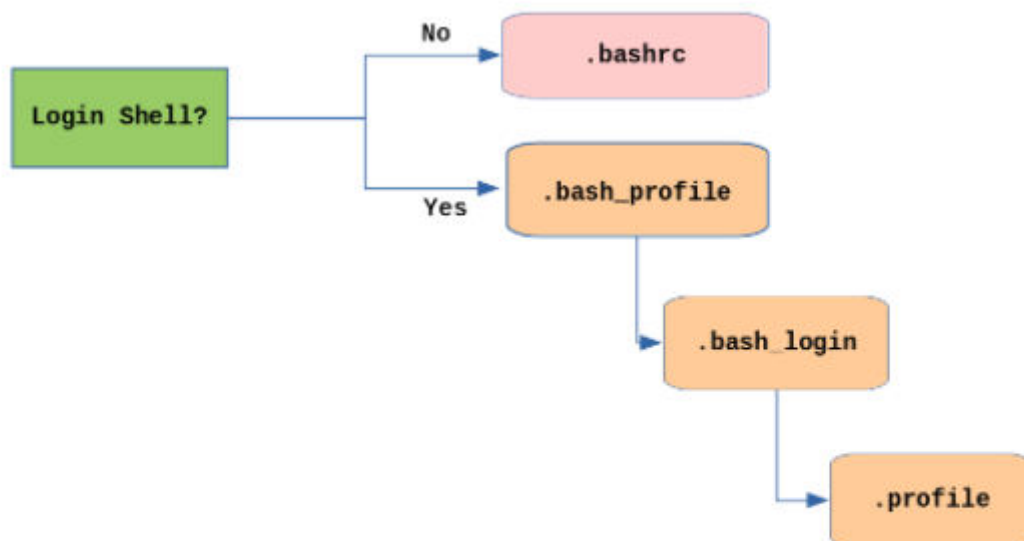 No
.bashrc
Login Shell?
.bash_profile
Yes
.bash_login
.profile